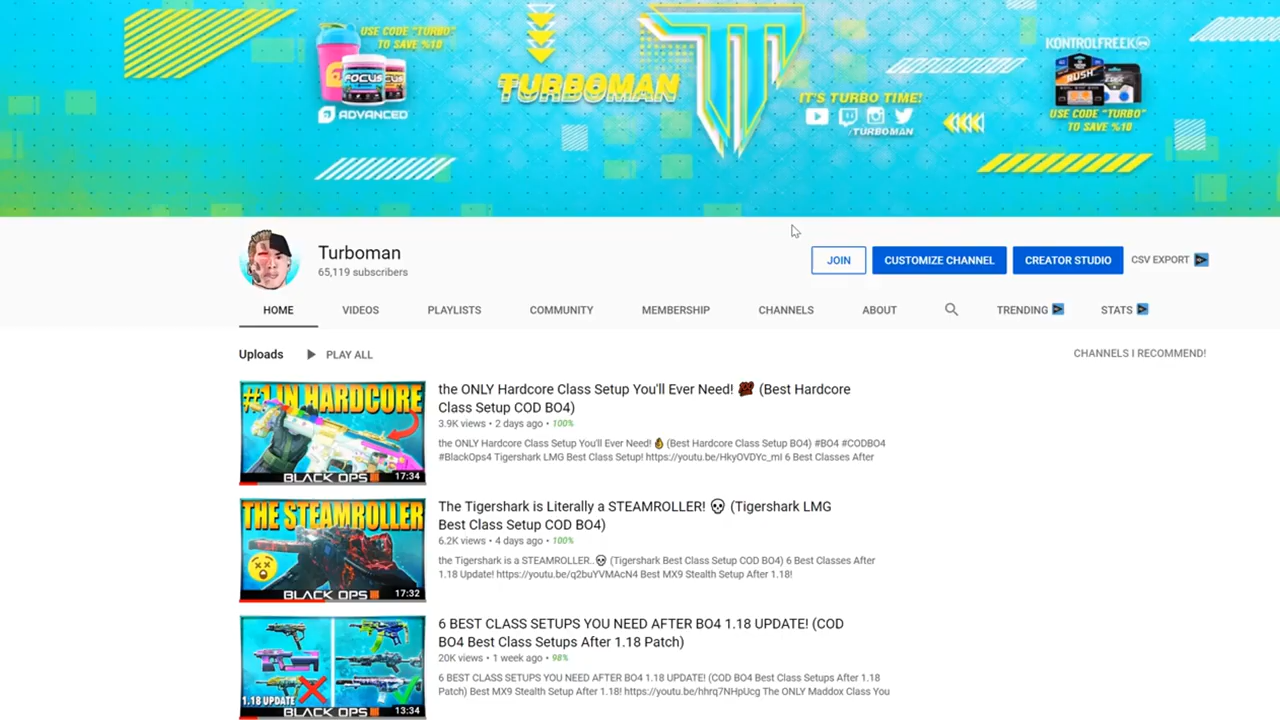 USE CODE "TURBO"
TO SAVE %10
FOCUS
ADVANCED
TURBOMAN
IT'S TURBO TIME!
/TURBOMAN
KONTROLFREEK
RUSH
USE CODE "TURBO"
TO SAVE %10
Turboman
65,119 subscribers
JOIN
CUSTOMIZE CHANNEL
CREATOR STUDIO
CSV EXPORT
HOME
VIDEOS
PLAYLISTS
COMMUNITY
MEMBERSHIP
CHANNELS
ABOUT
TRENDING
STATS
Uploads
PLAY ALL
CHANNELS I RECOMMEND!
#1 IN HARDCORE
BLACK OPS
17:34
the ONLY Hardcore Class Setup You'll Ever Need! (Best Hardcore
Class Setup COD BO4)
3.9K views • 2 days ago • 100%
the ONLY Hardcore Class Setup You'll Ever Need! (Best Hardcore Class Setup BO4) #BO4 #CODBO4
#BlackOps4 Tigershark LMG Best Class Setup! https://youtu.be/HkyOVDYc_mI 6 Best Classes After
THE STEAMROLLER
BLACK OPS
17:32
The Tigershark is Literally a STEAMROLLER! (Tigershark LMG
Best Class Setup COD BO4)
6.2K views • 4 days ago • 100%
the Tigershark is a STEAMROLLER.. (Tigershark Best Class Setup COD BO4) 6 Best Classes After
1.18 Update! https://youtu.be/q2buYVMAcN4 Best MX9 Stealth Setup After 1.18!
1.18 UPDATE
BLACK OPS
13:34
6 BEST CLASS SETUPS YOU NEED AFTER BO4 1.18 UPDATE! (COD
BO4 Best Class Setups After 1.18 Patch)
20K views • 1 week ago • 98%
6 BEST CLASS SETUPS YOU NEED AFTER BO4 1.18 UPDATE! (COD BO4 Best Class Setups After 1.18
Patch) Best MX9 Stealth Setup After 1.18! https://youtu.be/hhrq7NHpUcg The ONLY Maddox Class You